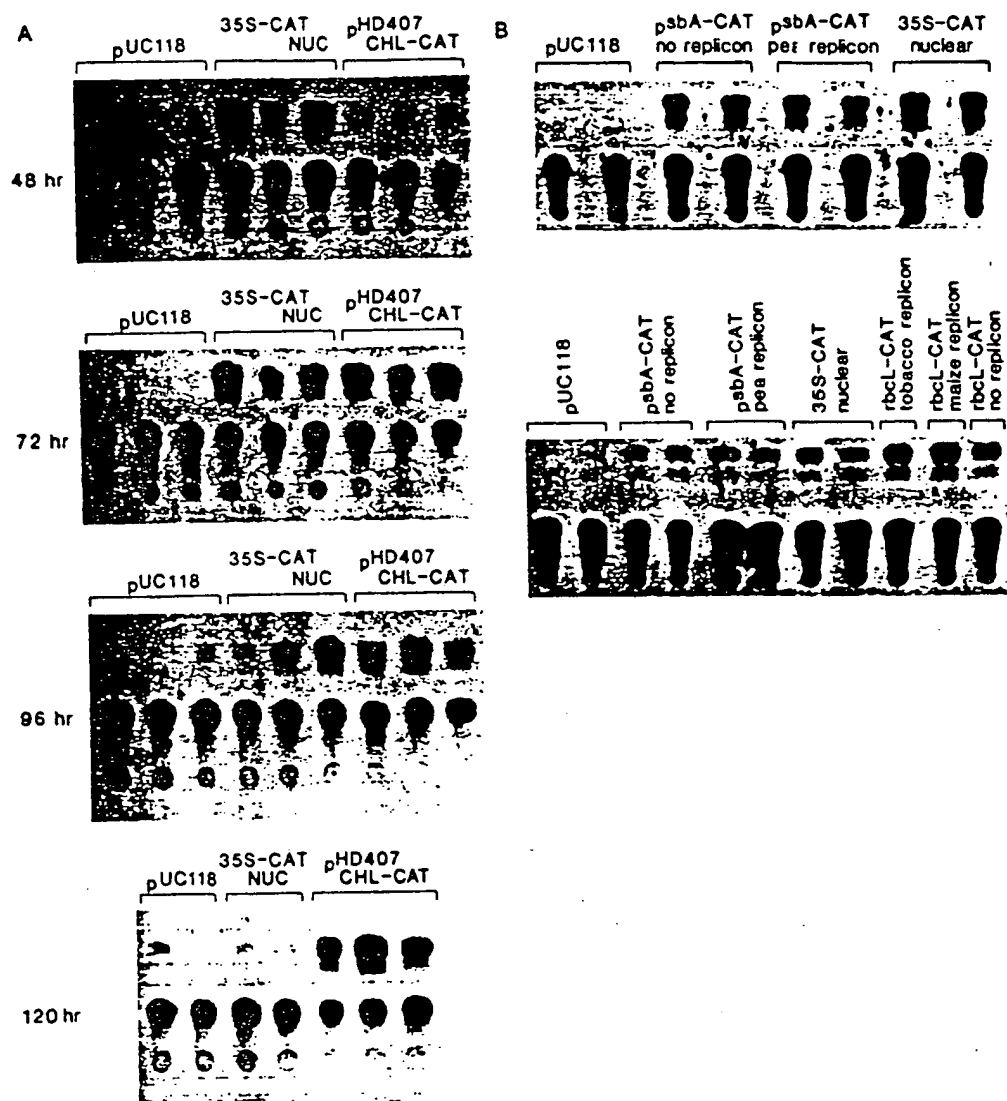 A
pUC118
35S-CAT
NUC
pHD407
CHL-CAT
48 hr
pUC118
35S-CAT
NUC
pHD407
CHL-CAT
72 hr
pUC118
35S-CAT
NUC
pHD407
CHL-CAT
96 hr
pUC118
35S-CAT
NUC
pHD407
CHL-CAT
120 hr
B
pUC118
psbA-CAT
no replicon
psbA-CAT
pea replicon
35S-CAT
nuclear
pUC118
psbA-CAT
no replicon
psbA-CAT
pea replicon
35S-CAT
nuclear
rbcL-CAT
tobacco replicon
rbcL-CAT
maize replicon
rbcL-CAT
no replicon